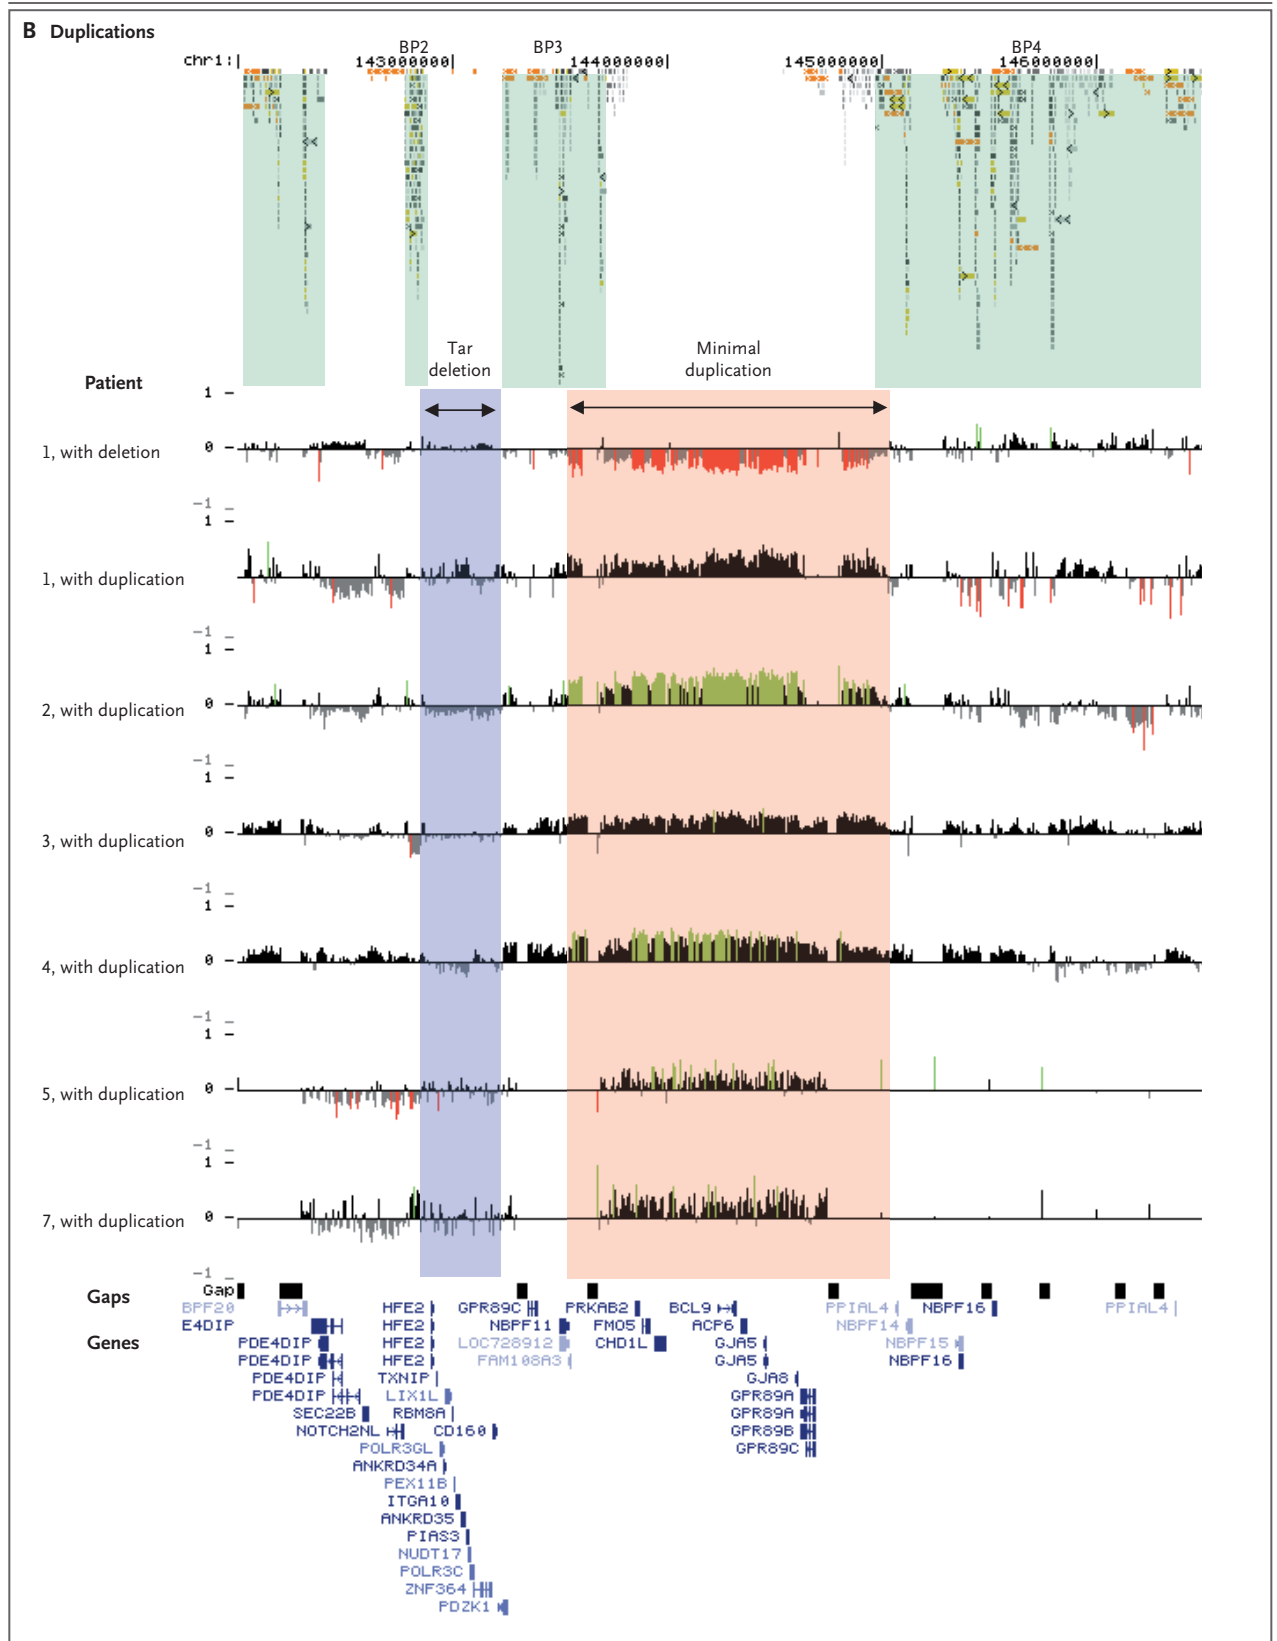 B Duplications
BP2 BP3 BP4
chr1:| 143000000| 144000000| 145000000| 146000000|
Tar
deletion
Minimal
duplication
Patient
1
1, with deletion 0
-1
1
1, with duplication 0
-1
1
2, with duplication 0
-1
1
3, with duplication 0
-1
1
4, with duplication 0
-1
1
5, with duplication 0
-1
1
7, with duplication 0
-1
Gaps Gap
BPF20 HFE2 GPR89C PRKAB2 BCL9 PPIAL4 NBPF16 PPIAL4
E4DIP HFE2 NBPF11 FMO5 ACP6 NBPF14
Genes PDE4DIP HFE2 LOC728912 CHD1L GJA5 NBPF15
PDE4DIP HFE2 FAM108A3 GJA5 NBPF16
PDE4DIP TXNIP GJA8
PDE4DIP LIX1L GPR89A
SEC22B RBM8A GPR89A
NOTCH2NL CD160 GPR89B
POLR3GL GPR89C
ANKRD34A
PEX11B
ITGA10
ANKRD35
PIAS3
NUDT17
POLR3C
ZNF364
PDZK1